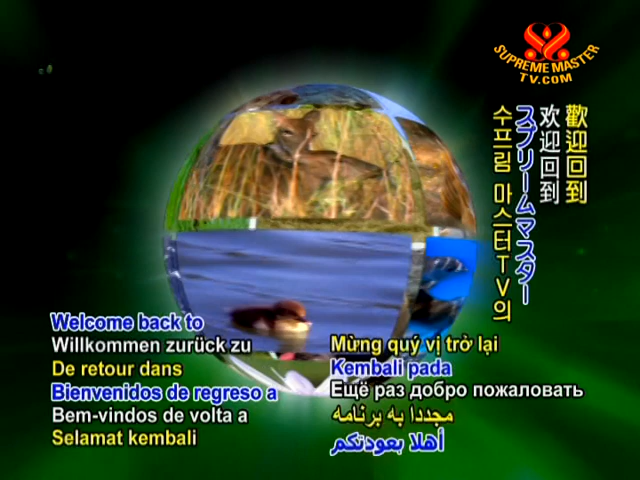 SUPREME MASTER
TV.COM
歡迎回到
欢迎回到
スプリームマスター
수프림 마스터TV의
Welcome back to
Willkommen zurück zu
De retour dans
Bienvenidos de regreso a
Bem-vindos de volta a
Selamat kembali
Mừng quý vị trở lại
Kembali pada
Ещё раз добро пожаловать
مجدداً به برنامه
أهلا بعودتكم